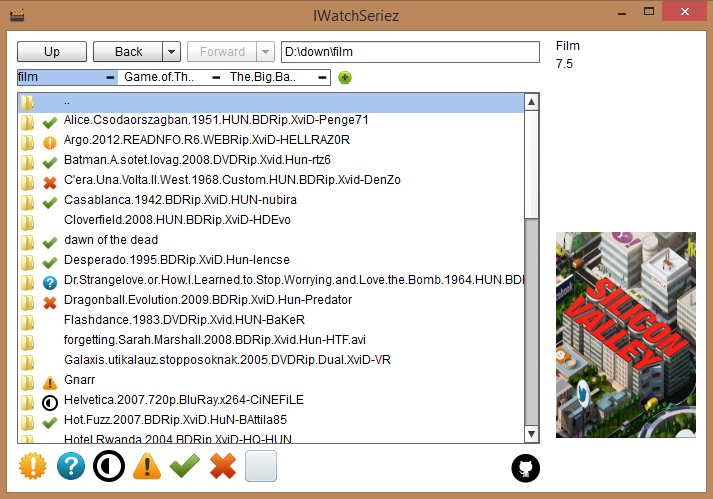 IWatchSeriez
Up
Back
Forward
D:\down\film
film
Game.of.Th..
The.Big.Ba..
Film
7.5
..
Alice.Csodaorszagban.1951.HUN.BDRip.XviD-Penge71
Argo.2012.READNFO.R6.WEBRip.XviD-HELLRAZ0R
Batman.A.sotet.lovag.2008.DVDRip.Xvid.Hun-rtz6
C'era.Una.Volta.Il.West.1968.Custom.HUN.BDRip.Xvid-DenZo
Casablanca.1942.BDRip.XviD.HUN-nubira
Cloverfield.2008.HUN.BDRip.XviD-HDEvo
dawn of the dead
Desperado.1995.BDRip.XviD.Hun-lencse
Dr.Strangelove.or.How.I.Learned.to.Stop.Worrying.and.Love.the.Bomb.1964.HUN.BDI
Dragonball.Evolution.2009.BDRip.XviD.Hun-Predator
Flashdance.1983.DVDRip.XviD.Hun-BaKeR
forgetting.Sarah.Marshall.2008.BDRip.Xvid.Hun-HTF.avi
Galaxis.utikalauz.stopposoknak.2005.DVDRip.Dual.XviD-VR
Gnarr
Helvetica.2007.720p.BluRay.x264-CiNEFiLE
Hot.Fuzz.2007.BDRip.XviD.HuN-BAttila85
Hotel.Rwanda.2004.BDRip.XviD-HQ-HUN
SILICON
VALLEY